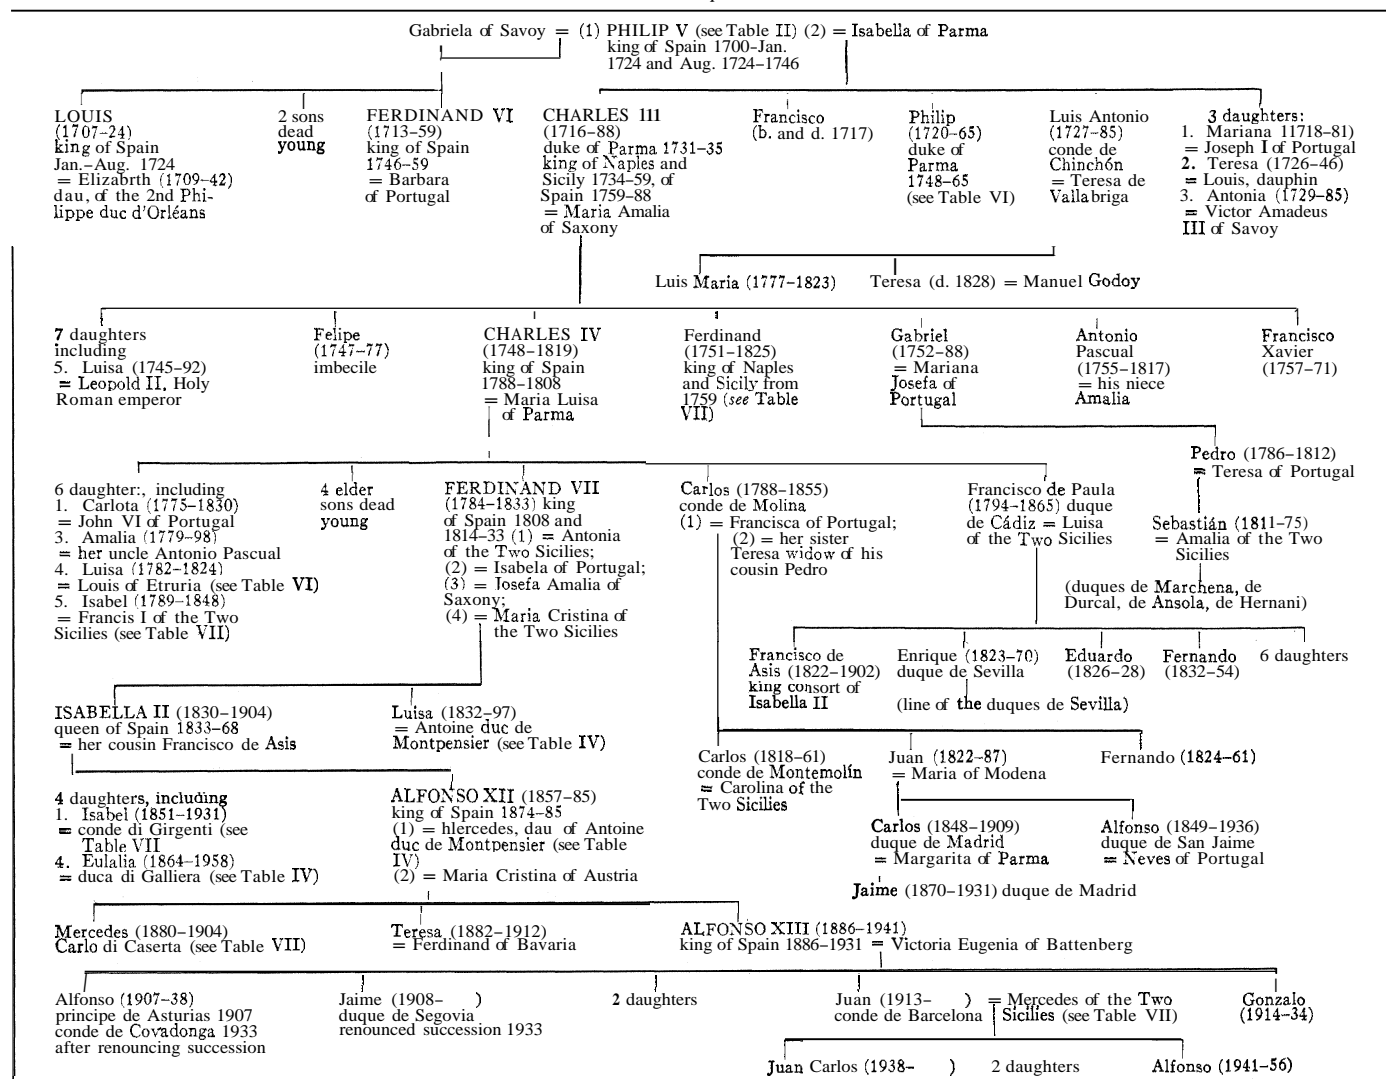 Gabriela of Savoy = (1) PHILIP V (see Table II) (2) = Isabella of Parma
king of Spain 1700-Jan.
1724 and Aug. 1724-1746
LOUIS
(1707-24)
king of Spain
Jan.-Aug. 1724
= Elizabrth (1709-42)
dau, of the 2nd Phi-
lippe duc d'Orléans
2 sons
dead
young
FERDINAND VI
(1713-59)
king of Spain
1746-59
= Barbara
of Portugal
CHARLES III
(1716-88)
duke of Parma 1731-35
king of Naples and
Sicily 1734-59, of
Spain 1759-88
= Maria Amalia
of Saxony
Francisco
(b. and d. 1717)
Philip
(1720-65)
duke of
Parma
1748-65
(see Table VI)
Luis Antonio
(1727-85)
conde de
Chinchón
= Teresa de
Vallabriga
3 daughters:
1. Mariana 11718-81)
= Joseph I of Portugal
2. Teresa (1726-46)
= Louis, dauphin
3. Antonia (1729-85)
= Victor Amadeus
III of Savoy
Luis Maria (1777-1823)
Teresa (d. 1828) = Manuel Godoy
7 daughters
including
5. Luisa (1745-92)
= Leopold II, Holy
Roman emperor
Felipe
(1747-77)
imbecile
CHARLES IV
(1748-1819)
king of Spain
1788-1808
= Maria Luisa
of Parma
Ferdinand
(1751-1825)
king of Naples
and Sicily from
1759 (see Table
VII)
Gabriel
(1752-88)
= Mariana
Josefa of
Portugal
Antonio
Pascual
(1755-1817)
= his niece
Amalia
Francisco
Xavier
(1757-71)
Pedro (1786-1812)
= Teresa of Portugal
6 daughter:, including
1. Carlota (1775-1830)
= John VI of Portugal
3. Amalia (1779-98)
= her uncle Antonio Pascual
4. Luisa (1782-1824)
= Louis of Etruria (see Table VI)
5. Isabel (1789-1848)
= Francis I of the Two
Sicilies (see Table VII)
4 elder
sons dead
young
FERDINAND VII
(1784-1833) king
of Spain 1808 and
1814-33 (1) = Antonia
of the Two Sicilies;
(2) = Isabela of Portugal;
(3) = Josefa Amalia of
Saxony;
(4) = Maria Cristina of
the Two Sicilies
Carlos (1788-1855)
conde de Molina
(1) = Francisca of Portugal;
(2) = her sister
Teresa widow of his
cousin Pedro
Francisco de Paula
(1794-1865) duque
de Cádiz = Luisa
of the Two Sicilies
Sebastián (1811-75)
= Amalia of the Two
Sicilies
(duques de Marchena, de
Durcal, de Ansola, de Hernani)
Francisco de
Asis (1822-1902)
king consort of
Isabella II
Enrique (1823-70)
duque de Sevilla
(line of the duques de Sevilla)
Eduardo
(1826-28)
Fernando
(1832-54)
6 daughters
ISABELLA II (1830-1904)
queen of Spain 1833-68
= her cousin Francisco de Asis
Luisa (1832-97)
= Antoine duc de
Montpensier (see Table IV)
Carlos (1818-61)
conde de Montemolín
= Carolina of the
Two Sicilies
Juan (1822-87)
= Maria of Modena
Fernando (1824-61)
4 daughters, including
1. Isabel (1851-1931)
= conde di Girgenti (see
Table VII
4. Eulalia (1864-1958)
= duca di Galliera (see Table IV)
ALFONSO XII (1857-85)
king of Spain 1874-85
(1) = hlercedes, dau of Antoine
duc de Montpensier (see Table
IV)
(2) = Maria Cristina of Austria
Carlos (1848-1909)
duque de Madrid
= Margarita of Parma
Alfonso (1849-1936)
duque de San Jaime
= Neves of Portugal
Jaime (1870-1931) duque de Madrid
Mercedes (1880-1904)
Carlo di Caserta (see Table VII)
Teresa (1882-1912)
= Ferdinand of Bavaria
ALFONSO XIII (1886-1941)
king of Spain 1886-1931 = Victoria Eugenia of Battenberg
Alfonso (1907-38)
principe de Asturias 1907
conde de Covadonga 1933
after renouncing succession
Jaime (1908- )
duque de Segovia
renounced succession 1933
2 daughters
Juan (1913- ) = Mercedes of the Two
conde de Barcelona Sicilies (see Table VII)
Gonzalo
(1914-34)
Juan Carlos (1938- )
2 daughters
Alfonso (1941-56)